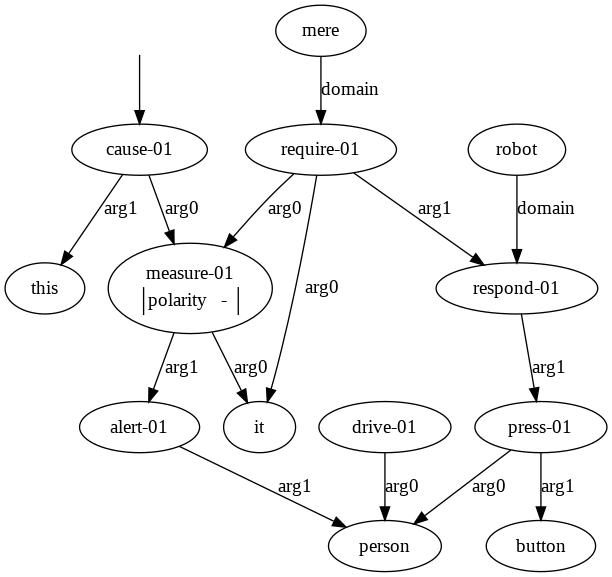 mere
domain
cause-01
require-01
robot
arg1
arg0
arg0
arg1
domain
this
measure-01
|polarity - |
arg0
respond-01
arg1
arg0
arg1
alert-01
it
drive-01
press-01
arg1
arg0
arg0
arg1
person
button